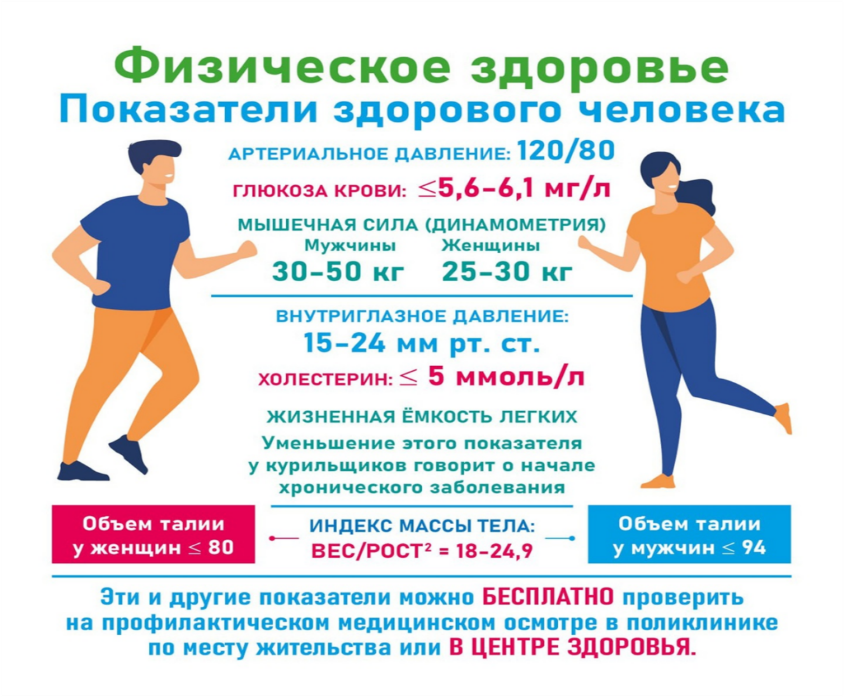 Физическое здоровье
Показатели здорового человека
АРТЕРИАЛЬНОЕ ДАВЛЕНИЕ: 120/80
ГЛЮКОЗА КРОВИ: ≤5,6–6,1 мг/л
МЫШЕЧНАЯ СИЛА (ДИНАМОМЕТРИЯ)
Мужчины Женщины
30–50 кг 25–30 кг
ВНУТРИГЛАЗНОЕ ДАВЛЕНИЕ:
15–24 мм рт. ст.
ХОЛЕСТЕРИН: ≤ 5 ммоль/л
ЖИЗНЕННАЯ ЁМКОСТЬ ЛЕГКИХ
Уменьшение этого показателя
у курильщиков говорит о начале
хронического заболевания
Объем талии
у женщин ≤ 80
ИНДЕКС МАССЫ ТЕЛА:
ВЕС/РОСТ² = 18–24,9
Объем талии
у мужчин ≤ 94
Эти и другие показатели можно БЕСПЛАТНО проверить
на профилактическом медицинском осмотре в поликлинике
по месту жительства или В ЦЕНТРЕ ЗДОРОВЬЯ.